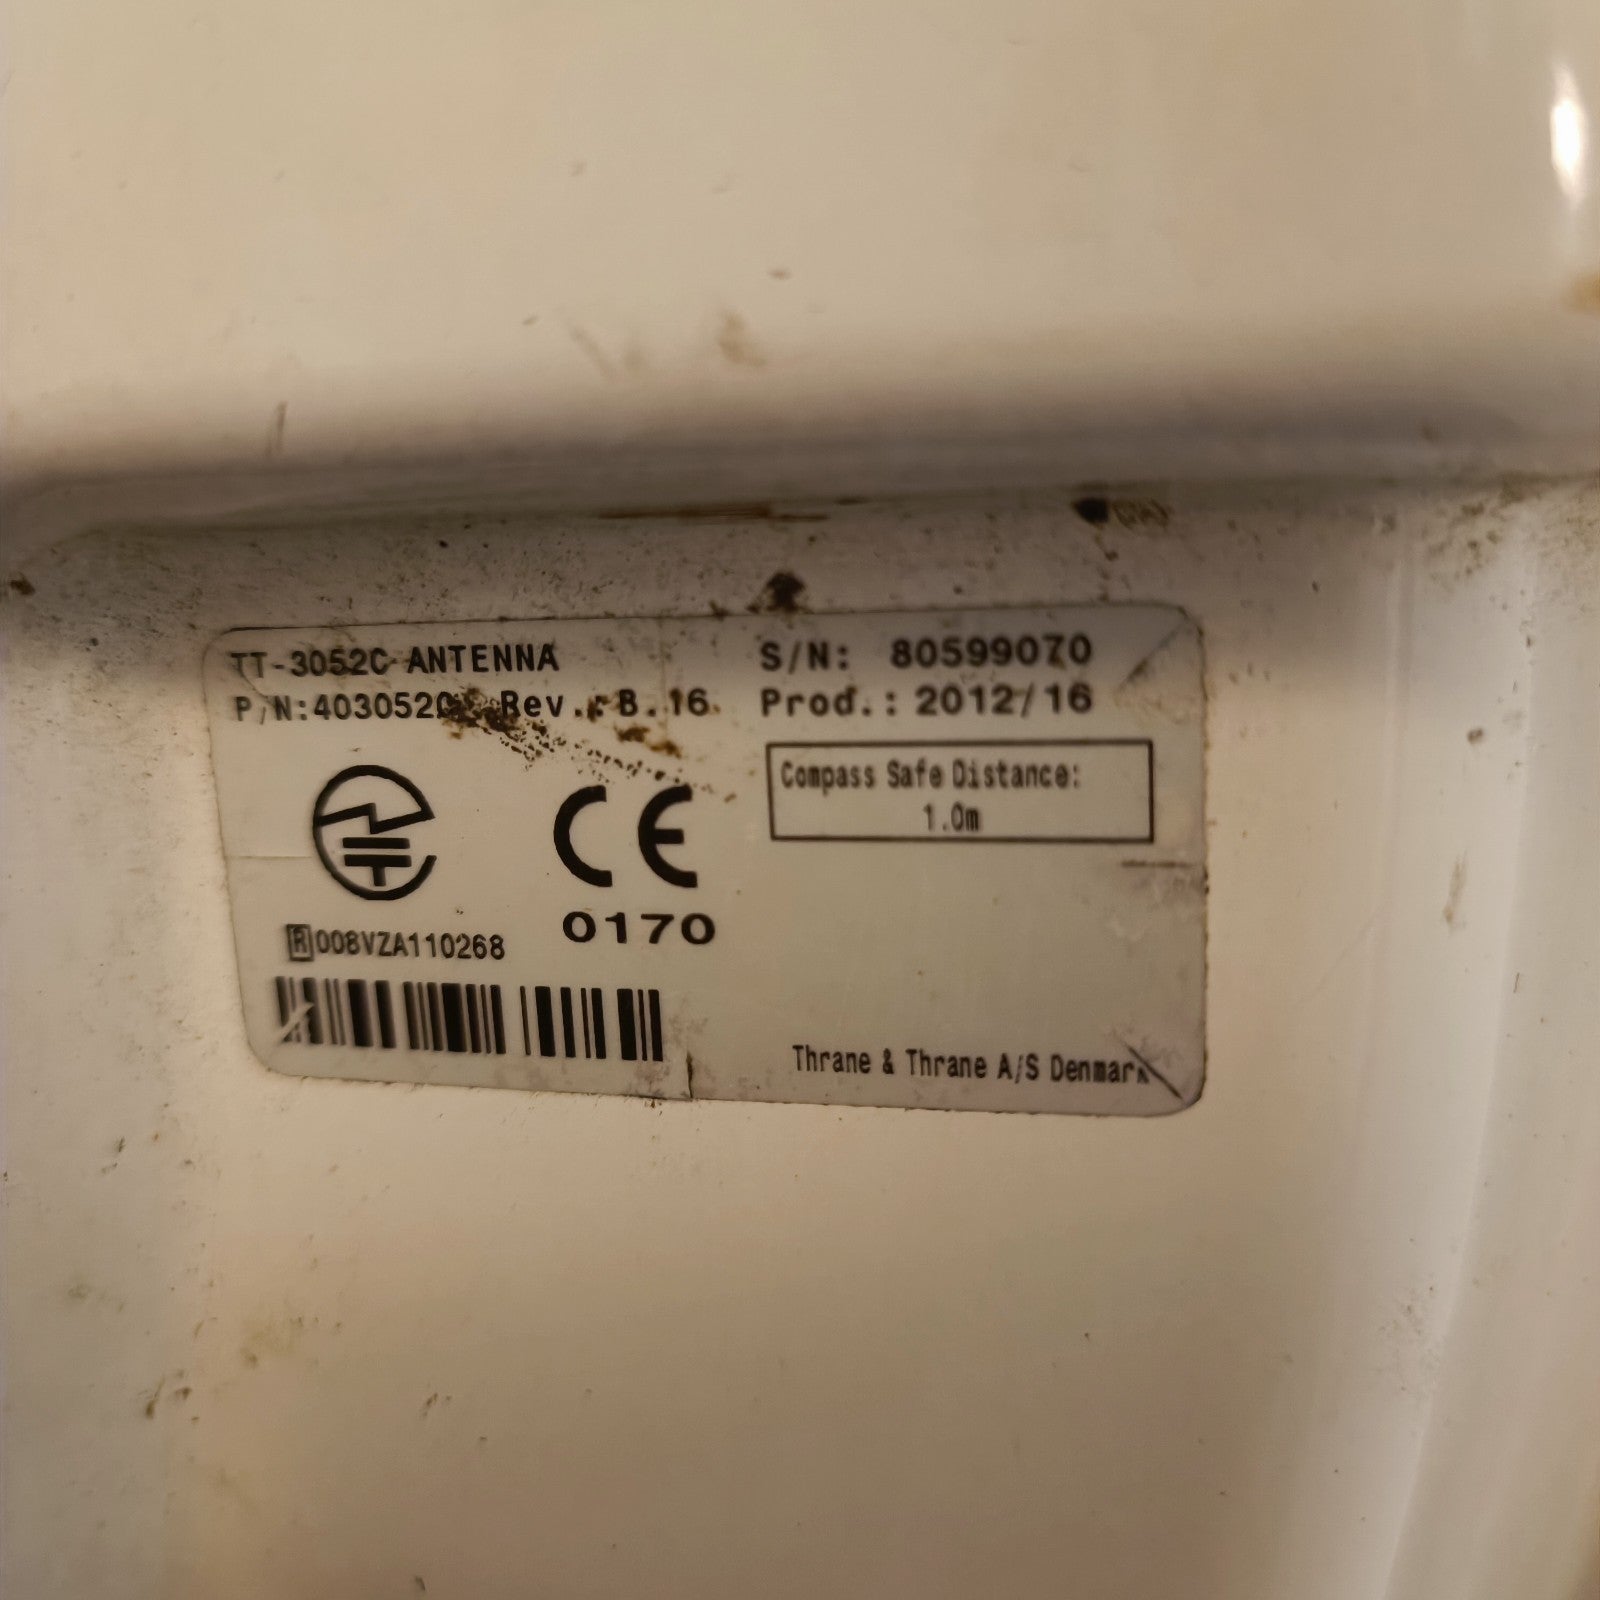 TT-3052C ANTENNA S/N: 80599070
P/N:403052C Rev.: B.16 Prod.: 2012/16
Compass Safe Distance:
1.0m
CE
0170
R 008VZA110268
Thrane & Thrane A/S Denmark